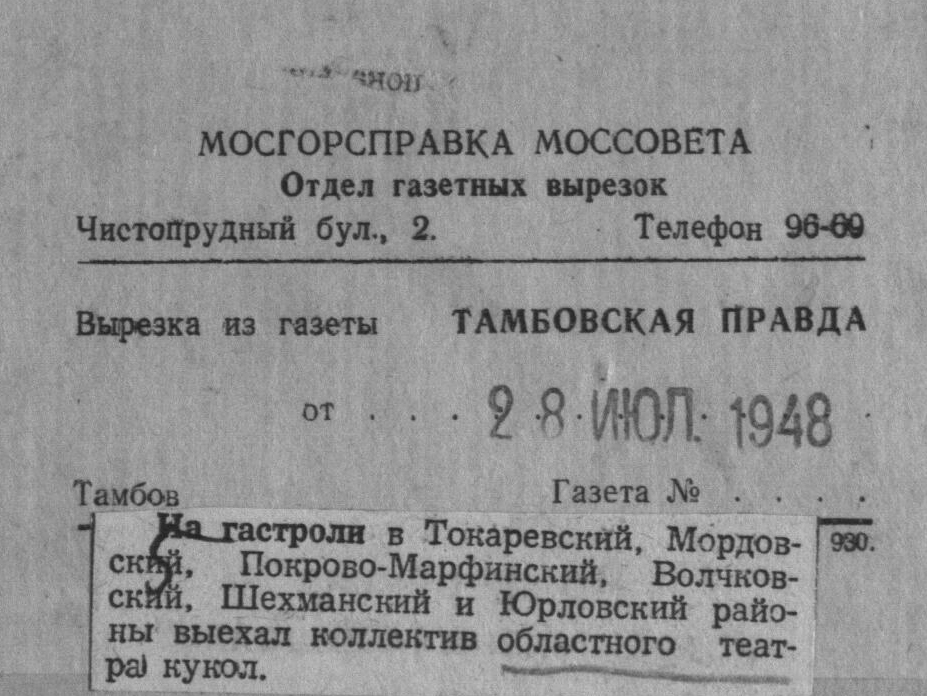 МОСГОРСПРАВКА МОССОВЕТА
Отдел газетных вырезок
Чистопрудный бул., 2. Телефон 96-69
Вырезка из газеты ТАМБОВСКАЯ ПРАВДА
от . . . 28 ИЮЛ. 1948
Тамбов Газета № . . . .
На гастроли в Токаревский, Мордов-
ский, Покрово-Марфинский, Волчков-
ский, Шехманский и Юрловский райо-
ны выехал коллектив областного теат-
ра кукол.
930.